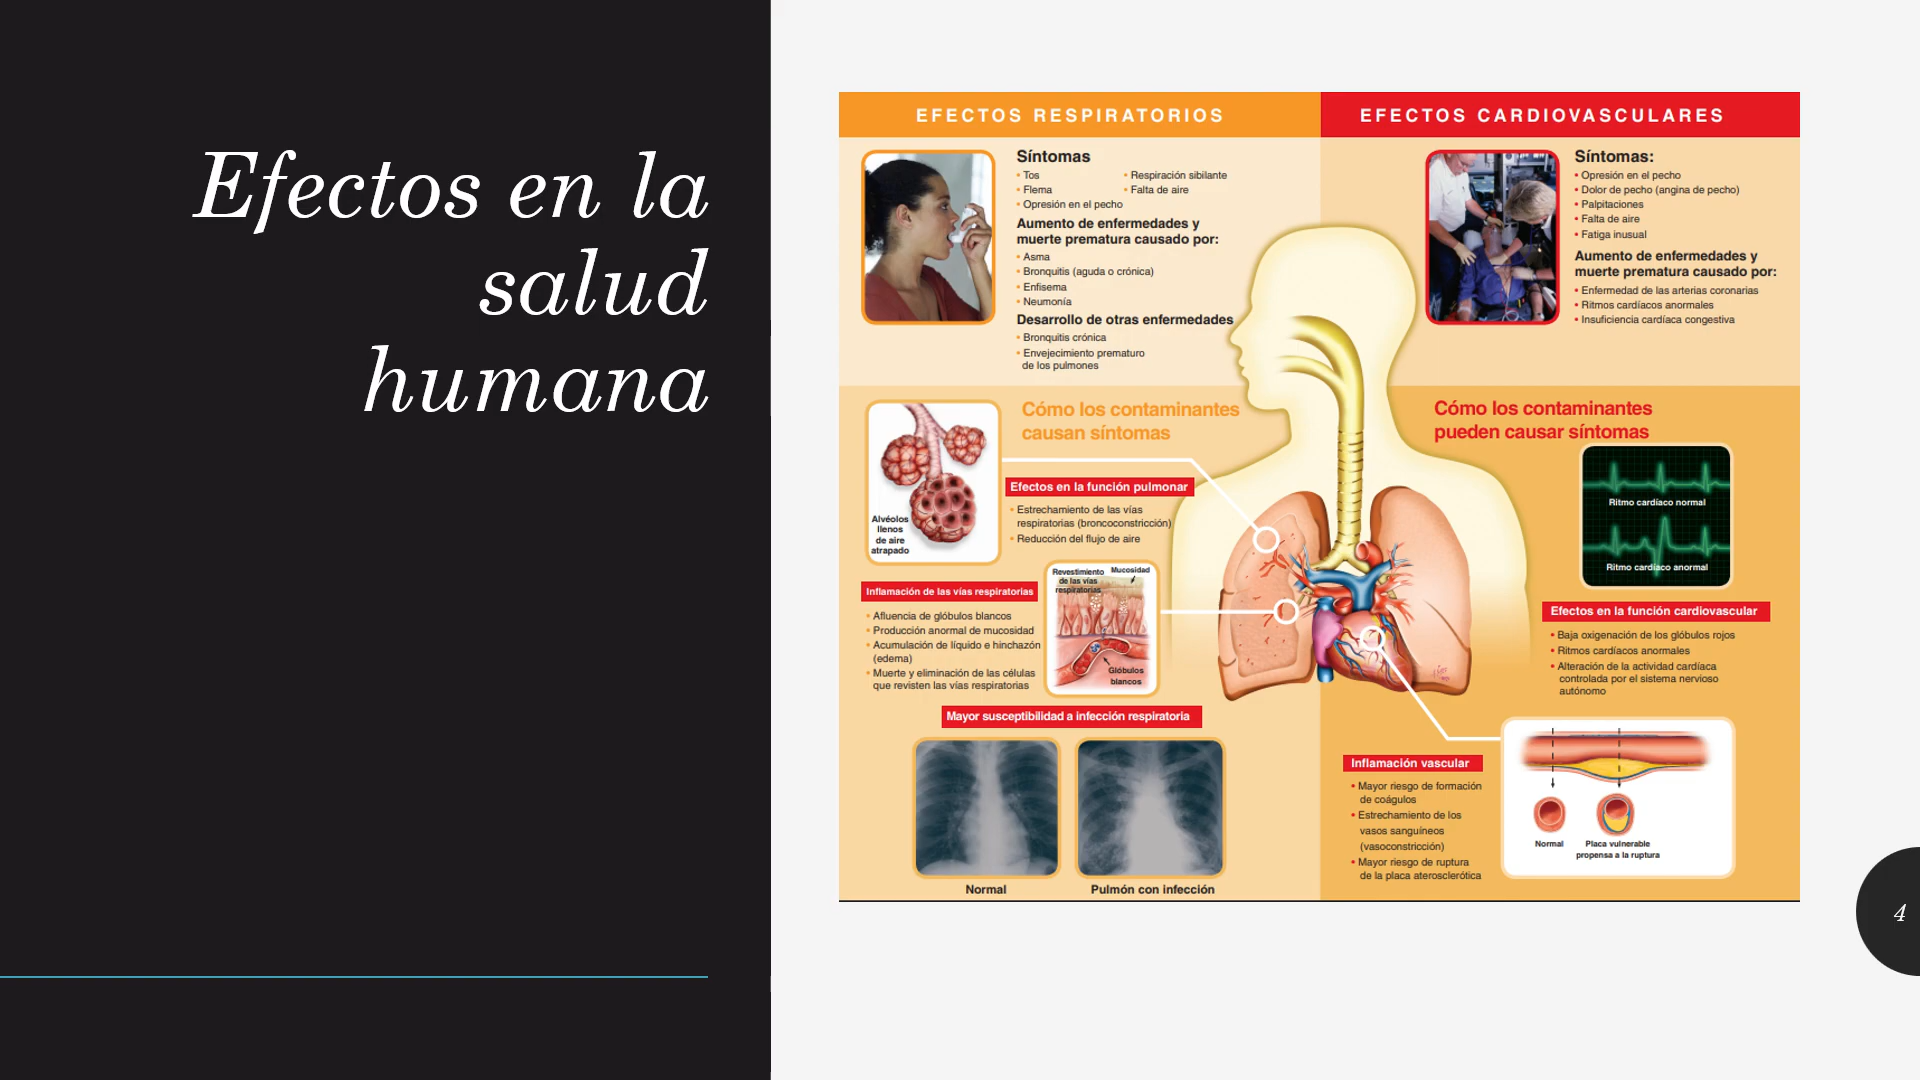 Efectos en la
salud
humana
EFECTOS RESPIRATORIOS
Síntomas
• Tos
• Flema
• Opresión en el pecho
• Respiración sibilante
• Falta de aire
Aumento de enfermedades y
muerte prematura causado por:
• Asma
• Bronquitis (aguda o crónica)
• Enfisema
• Neumonía
Desarrollo de otras enfermedades
• Bronquitis crónica
• Envejecimiento prematuro
de los pulmones
Cómo los contaminantes
causan síntomas
Alvéolos
llenos
de aire
atrapado
Efectos en la función pulmonar
• Estrechamiento de las vías
respiratorias (broncoconstricción)
• Reducción del flujo de aire
Inflamación de las vías respiratorias
• Afluencia de glóbulos blancos
• Producción anormal de mucosidad
• Acumulación de líquido e hinchazón
(edema)
• Muerte y eliminación de las células
que revisten las vías respiratorias
Revestimiento
de las vías
respiratorias
Mucosidad
Glóbulos
blancos
Mayor susceptibilidad a infección respiratoria
Normal
Pulmón con infección
EFECTOS CARDIOVASCULARES
Síntomas:
• Opresión en el pecho
• Dolor de pecho (angina de pecho)
• Palpitaciones
• Falta de aire
• Fatiga inusual
Aumento de enfermedades y
muerte prematura causado por:
• Enfermedad de las arterias coronarias
• Ritmos cardíacos anormales
• Insuficiencia cardíaca congestiva
Cómo los contaminantes
pueden causar síntomas
Ritmo cardíaco normal
Ritmo cardíaco anormal
Efectos en la función cardiovascular
• Baja oxigenación de los glóbulos rojos
• Ritmos cardíacos anormales
• Alteración de la actividad cardíaca
controlada por el sistema nervioso
autónomo
Inflamación vascular
• Mayor riesgo de formación
de coágulos
• Estrechamiento de los
vasos sanguíneos
(vasoconstricción)
• Mayor riesgo de ruptura
de la placa aterosclerótica
Normal
Placa vulnerable
propensa a la ruptura
4